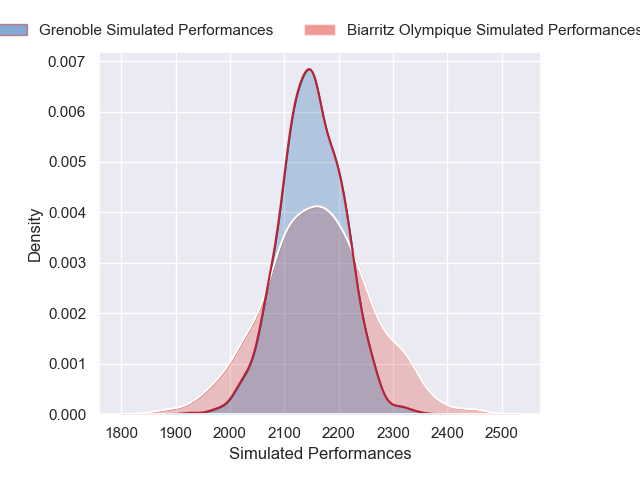 Grenoble Simulated Performances
Biarritz Olympique Simulated Performances
0.007
0.006
0.005
0.004
0.003
0.002
0.001
0.000
Density
1800 1900 2000 2100 2200 2300 2400 2500
Simulated Performances